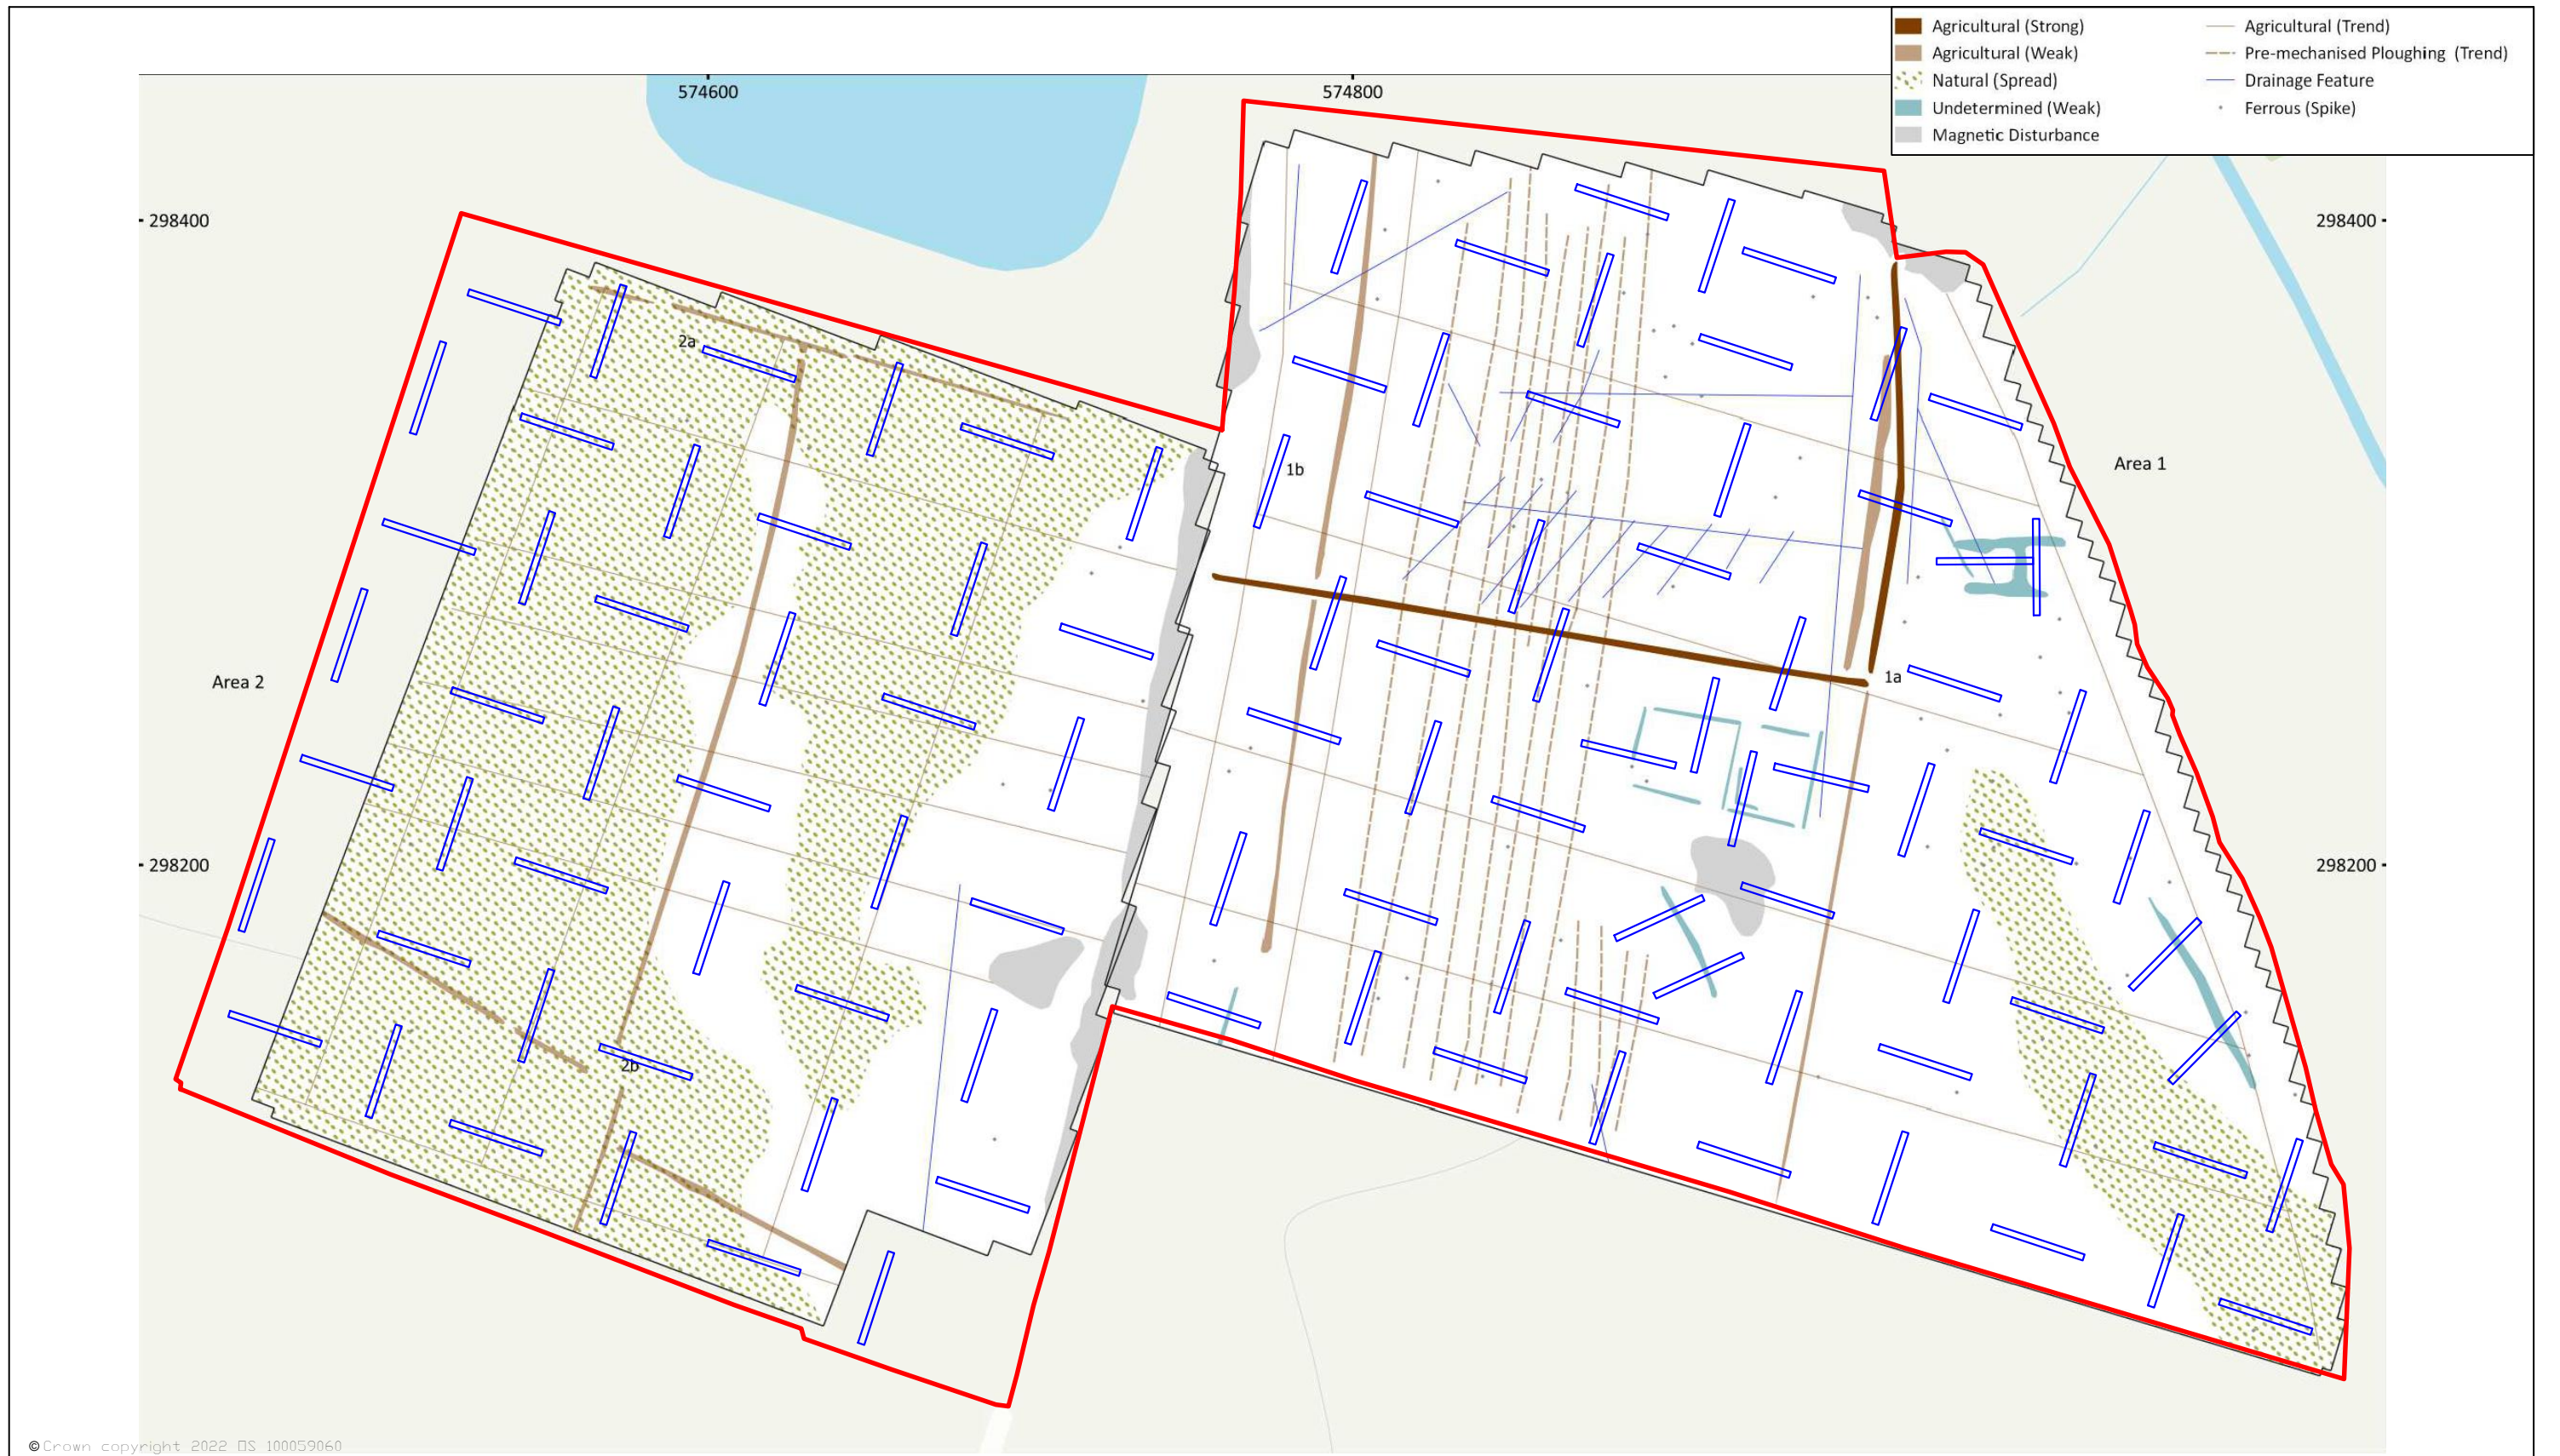 Agricultural (Strong)
Agricultural (Weak)
Natural (Spread)
Undetermined (Weak)
Magnetic Disturbance
Agricultural (Trend)
Pre-mechanised Ploughing (Trend)
Drainage Feature
Ferrous (Spike)
574600
574800
298400
298400
2a
1b
Area 1
Area 2
1a
298200
298200
2b
©Crown copyright 2022 OS 100059060